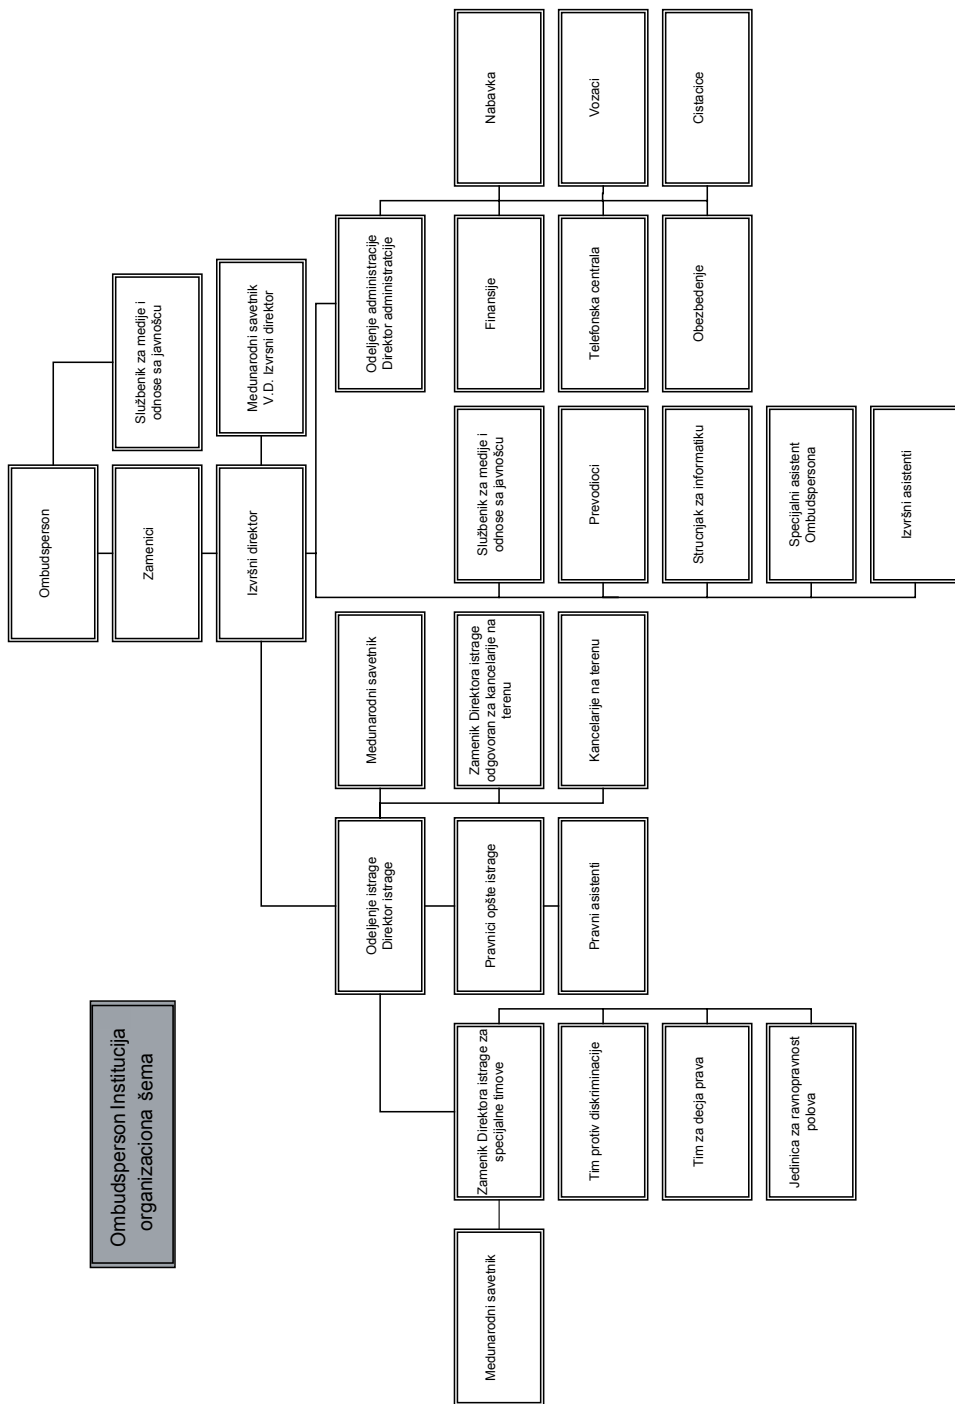 Ombudsperson Institucija
organizaciona šema
Ombudsperson
Službenik za medije i
odnose sa javnošcu
Zamenici
Izvršni direktor
Medunarodni savetnik
V.D. Izvrsni direktor
Odeljenje istrage
Direktor istrage
Medunarodni savetnik
Odeljenje administracije
Direktor administratcije
Medunarodni savetnik
Zamenik Direktora istrage za
specijalne timove
Pravnici opšte istrage
Zamenik Direktora istrage
odgovoran za kancelarije na
terenu
Službenik za medije i
odnose sa javnošcu
Finansije
Nabavka
Tim protiv diskriminacije
Pravni asistenti
Kancelarije na terenu
Prevodioci
Telefonska centrala
Vozaci
Tim za decja prava
Strucnjak za informatiku
Obezbedenje
Cistacice
Jedinica za ravnopravnost
polova
Specijalni asistent
Ombudspersona
Izvršni asistenti